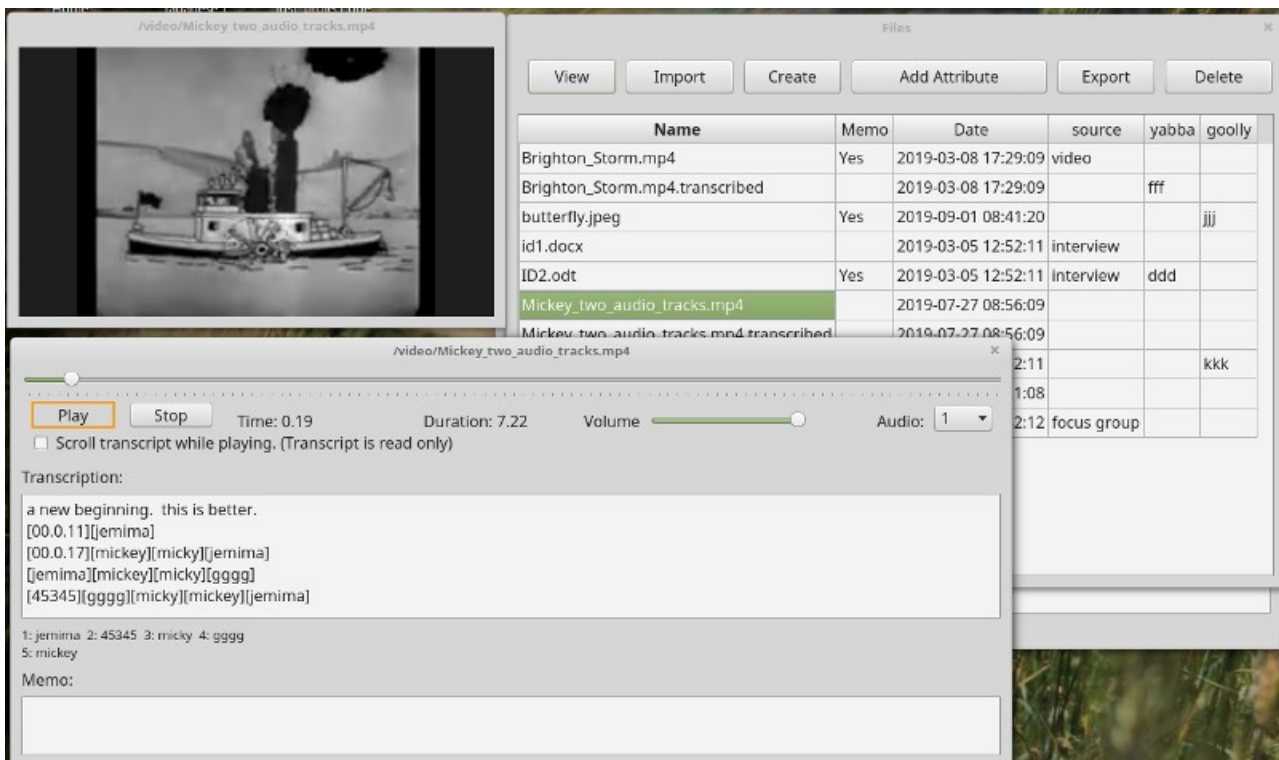 /video/Mickey_two_audio_tracks.mp4
Files ×
View Import Create Add Attribute Export Delete
Name Memo Date source yabba goolly
Brighton_Storm.mp4 Yes 2019-03-08 17:29:09 video
Brighton_Storm.mp4.transcribed 2019-03-08 17:29:09 fff
butterfly.jpeg Yes 2019-09-01 08:41:20 jjj
id1.docx 2019-03-05 12:52:11 interview
ID2.odt Yes 2019-03-05 12:52:11 interview ddd
Mickey_two_audio_tracks.mp4 2019-07-27 08:56:09
Mickey_two_audio_tracks.mp4.transcribed 2019-07-27 08:56:09
2:11 kkk
1:08
2:12 focus group
/video/Mickey_two_audio_tracks.mp4 ×
Play Stop Time: 0.19 Duration: 7.22 Volume Audio: 1
Scroll transcript while playing. (Transcript is read only)
Transcription:
a new beginning.  this is better.
[00.0.11][jemima]
[00.0.17][mickey][micky][jemima]
[jemima][mickey][micky][gggg]
[45345][gggg][micky][mickey][jemima]
1: jemima 2: 45345 3: micky 4: gggg
5: mickey
Memo: